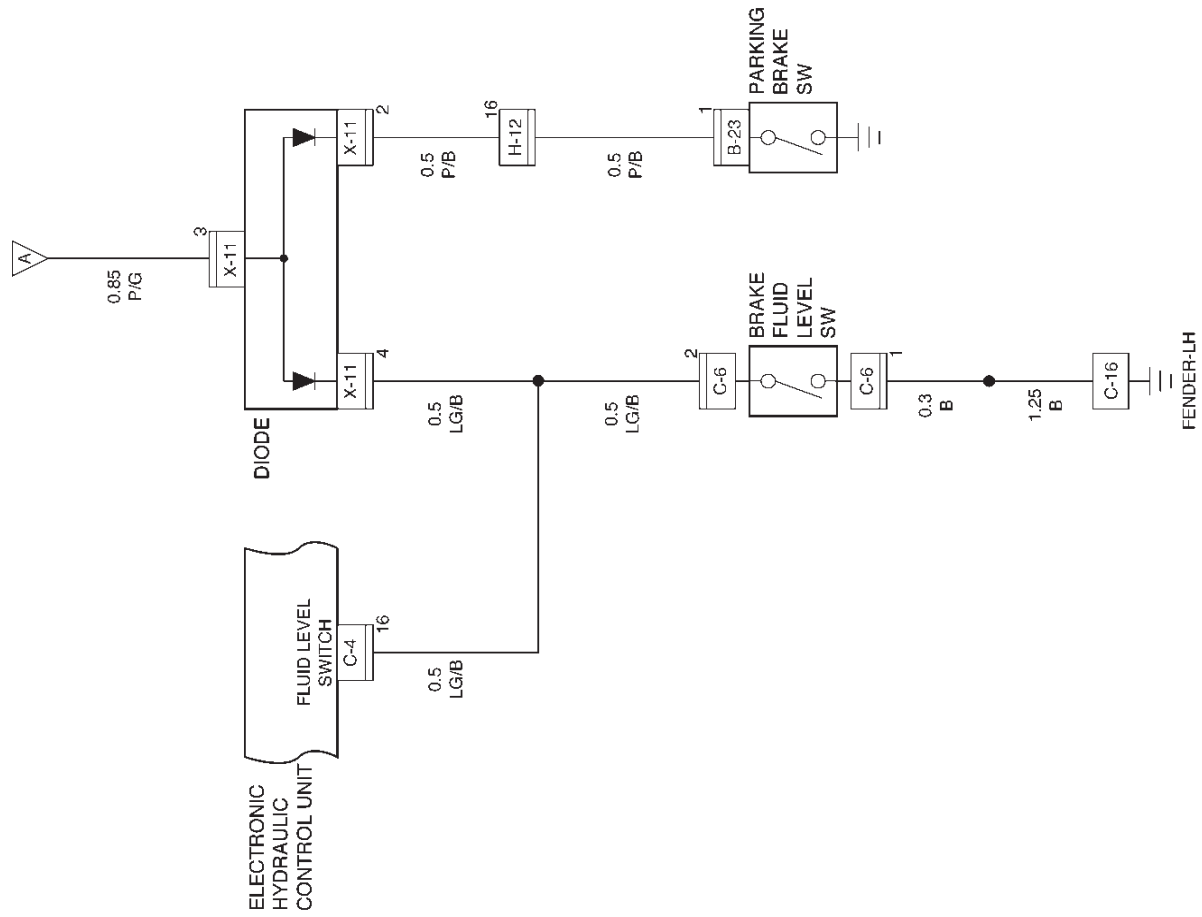 A
0.85
P/G
3
X-11
DIODE
X-11
4
X-11
2
0.5
LG/B
0.5
P/B
16
H-12
0.5
P/B
1
B-23
PARKING
BRAKE
SW
ELECTRONIC
HYDRAULIC
CONTROL UNIT
FLUID LEVEL
SWITCH
C-4
16
0.5
LG/B
0.5
LG/B
2
C-6
BRAKE
FLUID
LEVEL
SW
C-6
1
0.3
B
1.25
B
C-16
FENDER-LH